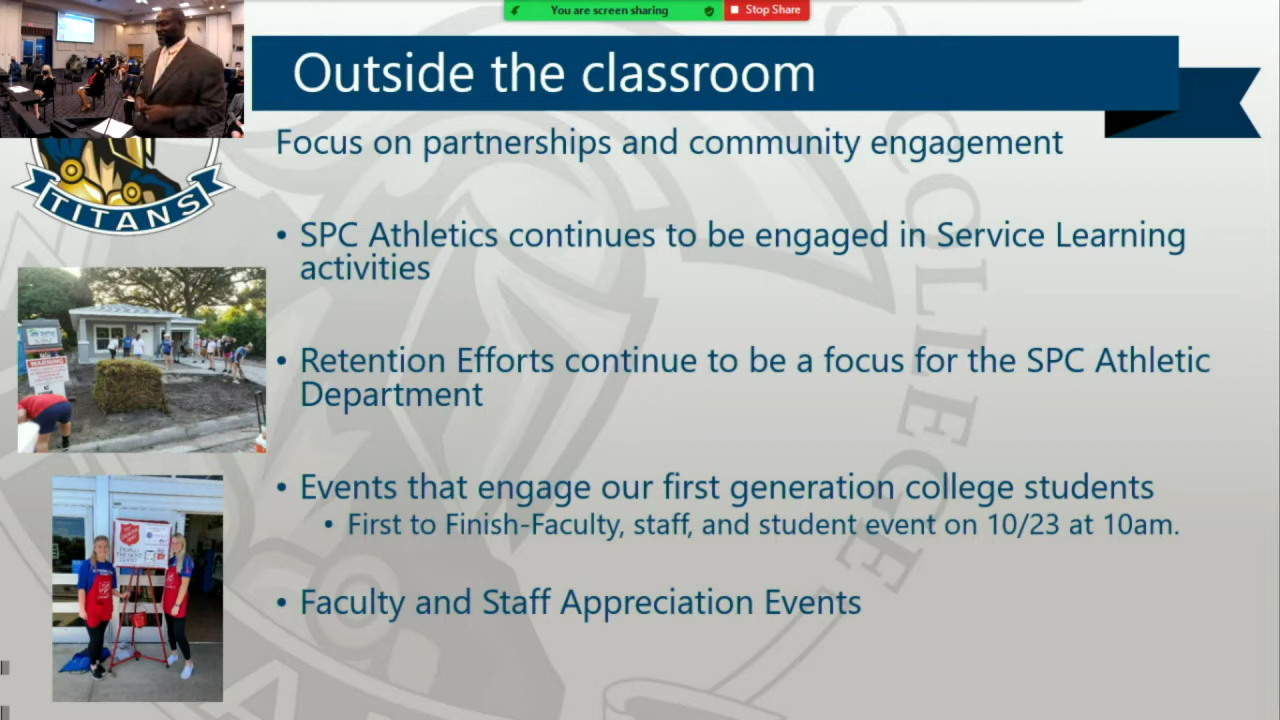 You are screen sharing
Stop Share
Outside the classroom
Focus on partnerships and community engagement
TITANS
• SPC Athletics continues to be engaged in Service Learning
activities
• Retention Efforts continue to be a focus for the SPC Athletic
Department
WARNING
• Events that engage our first generation college students
• First to Finish-Faculty, staff, and student event on 10/23 at 10am.
• Faculty and Staff Appreciation Events
COLLEGE